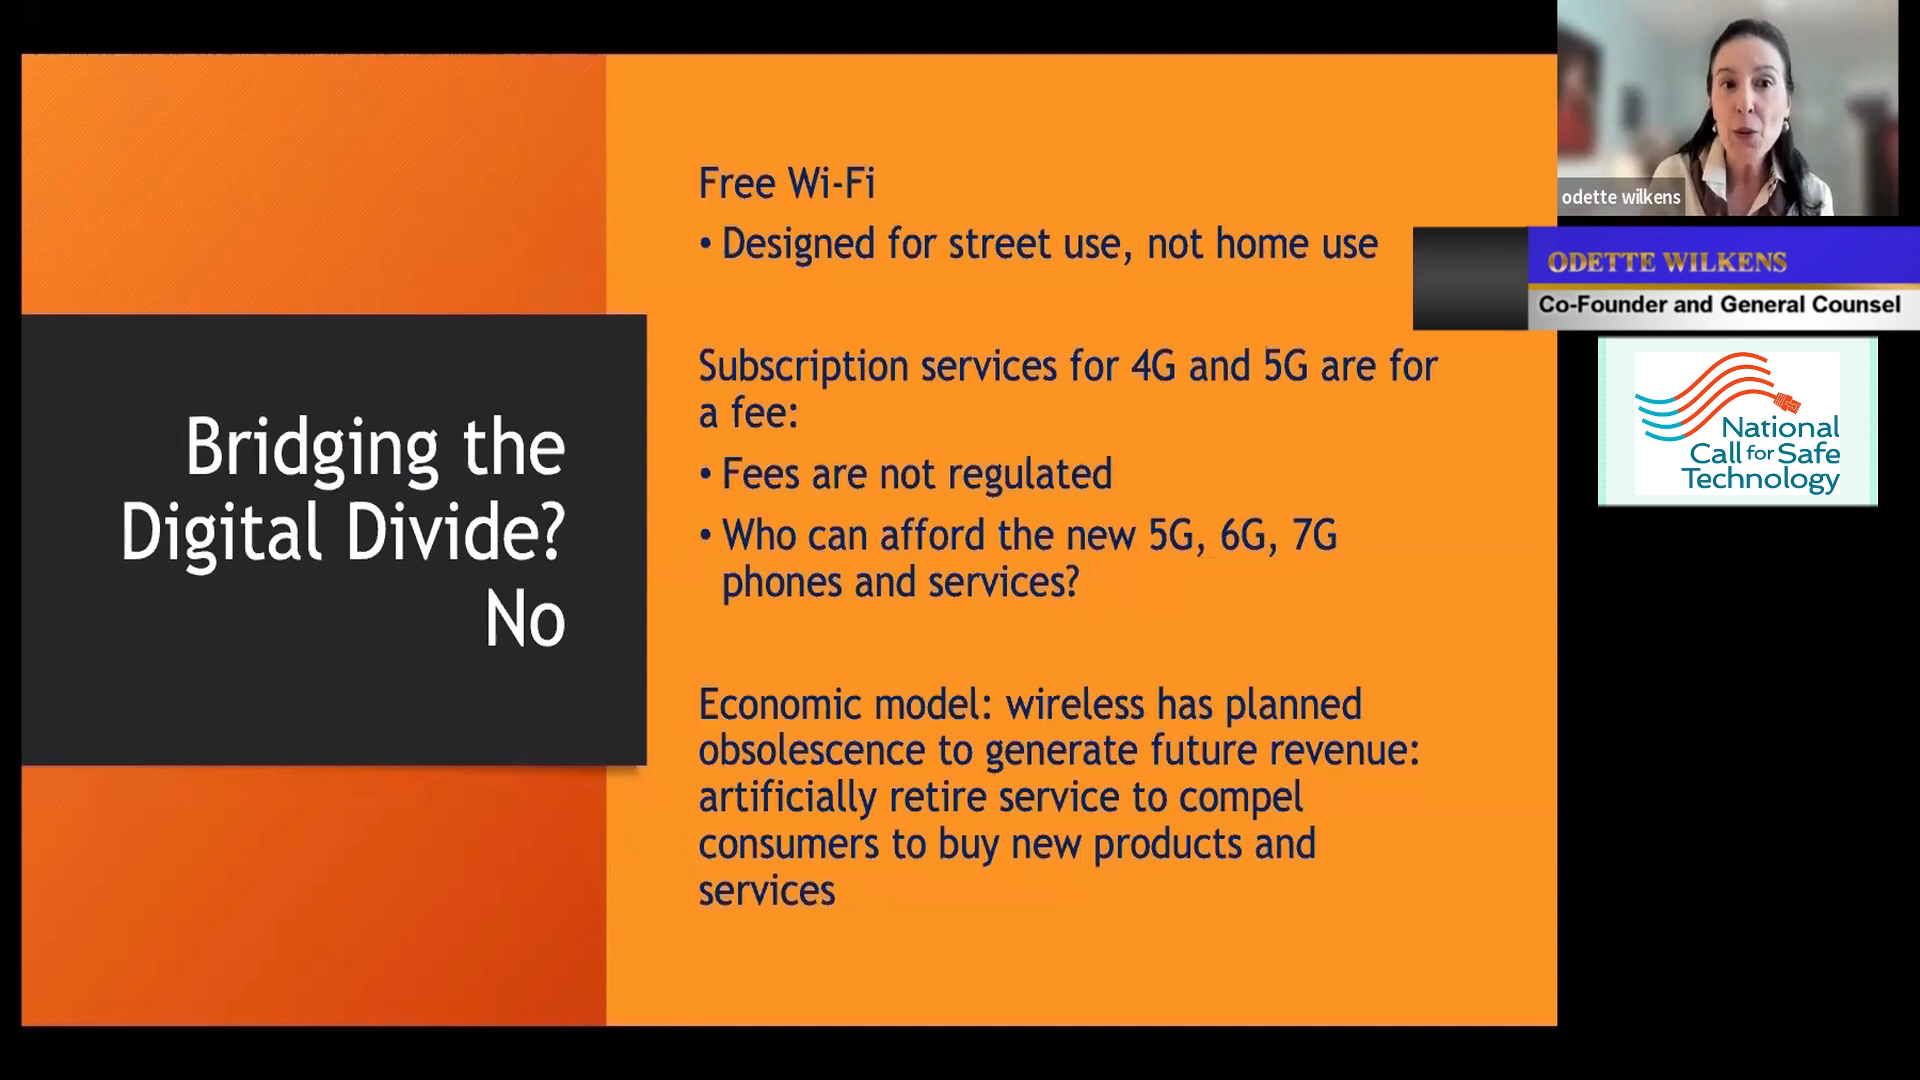 Bridging the
Digital Divide?
No
Free Wi-Fi
• Designed for street use, not home use
Subscription services for 4G and 5G are for
a fee:
• Fees are not regulated
• Who can afford the new 5G, 6G, 7G
phones and services?
Economic model: wireless has planned
obsolescence to generate future revenue:
artificially retire service to compel
consumers to buy new products and
services
odette wilkens
ODETTE WILKENS
Co-Founder and General Counsel
National
Call for Safe
Technology